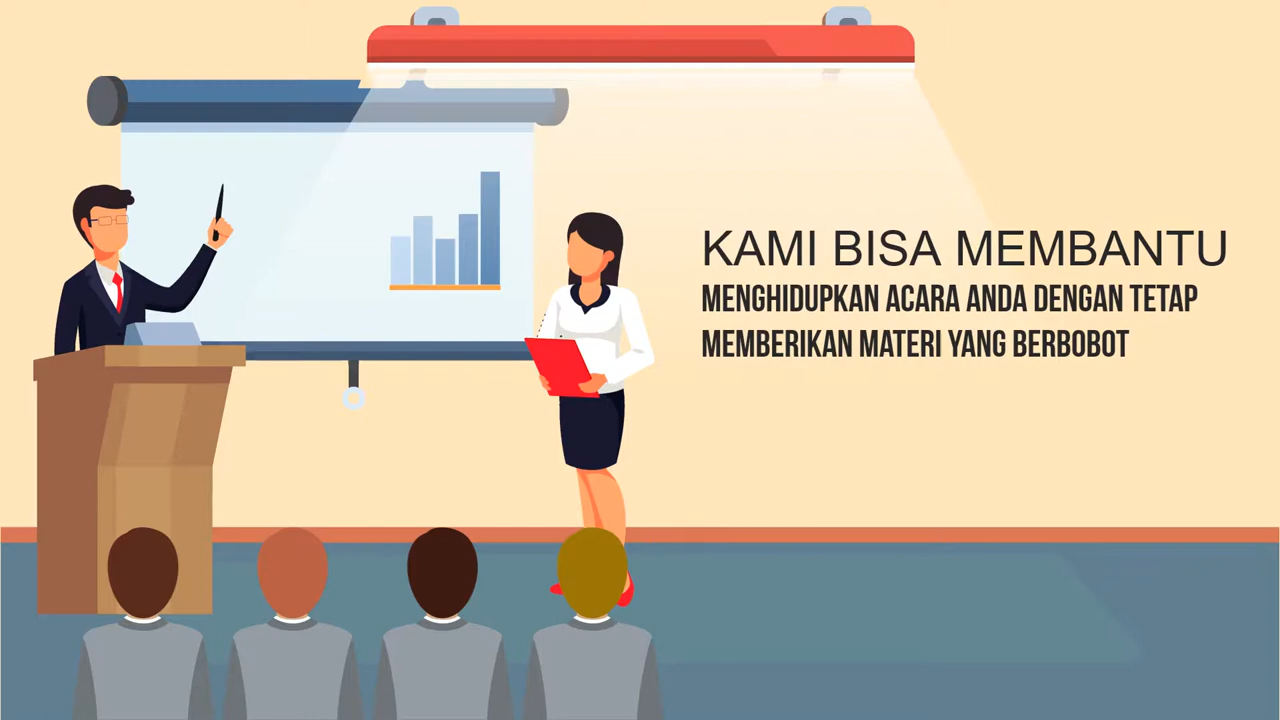 KAMI BISA MEMBANTU
MENGHIDUPKAN ACARA ANDA DENGAN TETAP
MEMBERIKAN MATERI YANG BERBOBOT